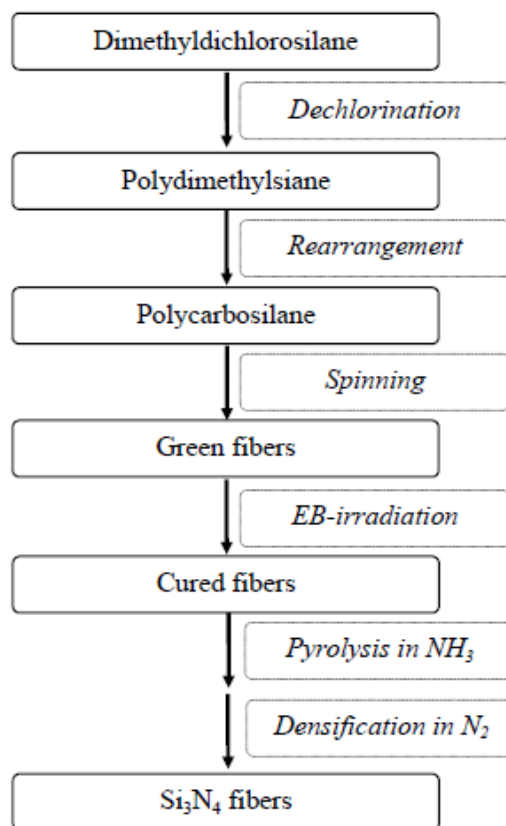 Dimethyldichlorosilane
Dechlorination
Polydimethylsiane
Rearrangement
Polycarbosilane
Spinning
Green fibers
EB-irradiation
Cured fibers
Pyrolysis in NH₃
Densification in N₂
Si₃N₄ fibers